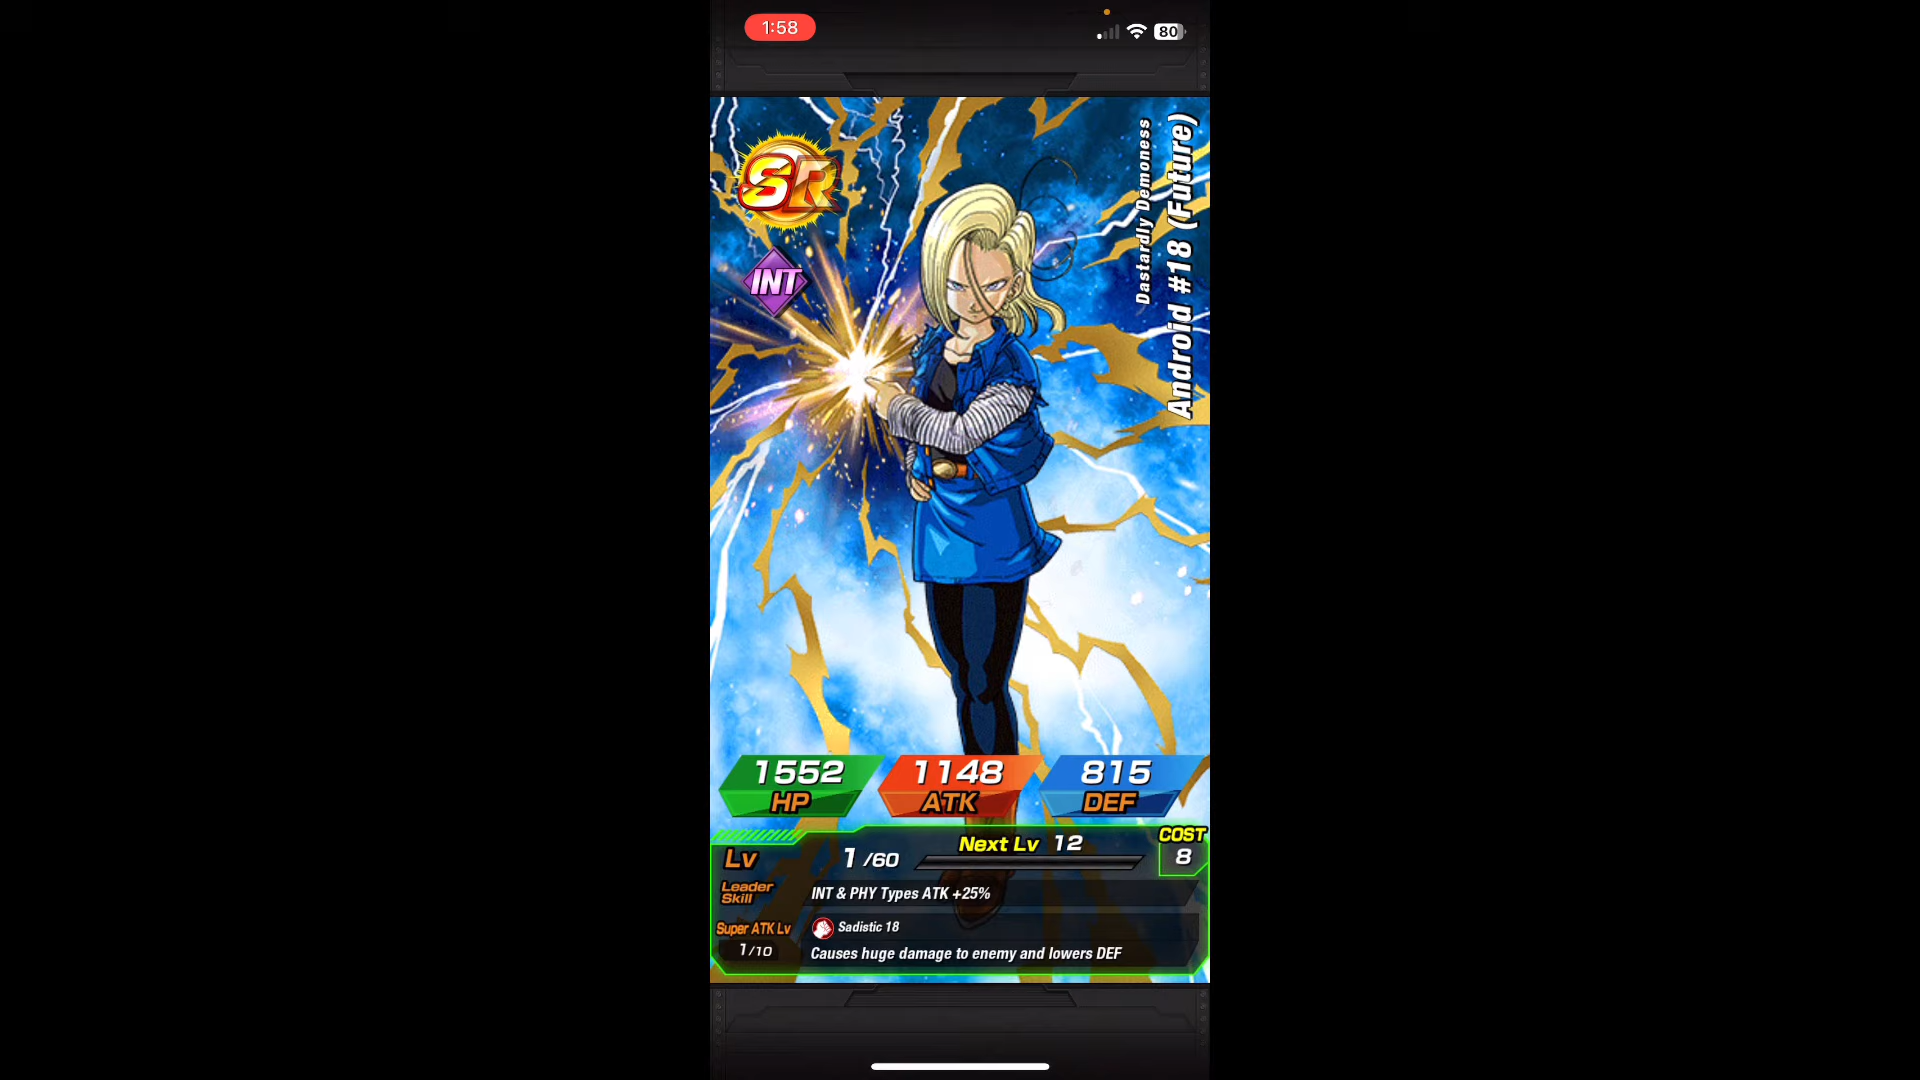 1:58
80
SR
INT
Dastardly Demoness
Android #18 (Future)
1552
HP
1148
ATK
815
DEF
Lv 1/60
Next Lv 12
COST
8
Leader Skill
INT & PHY Types ATK +25%
Super ATK Lv
1/10
Sadistic 18
Causes huge damage to enemy and lowers DEF